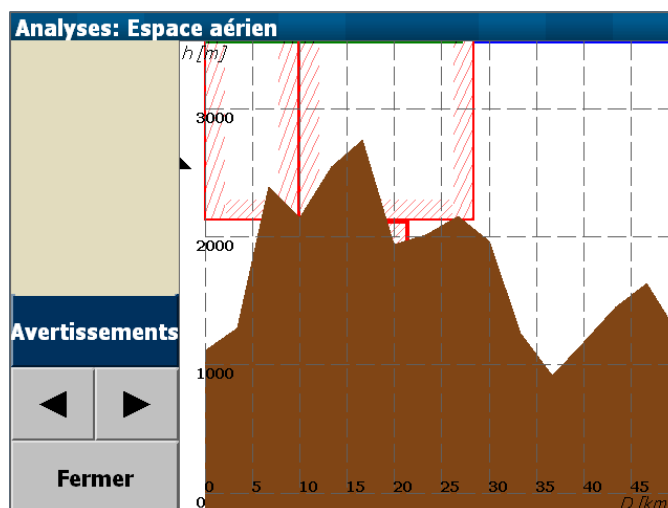 Analyses: Espace aérien
h [m]
3000
2000
Avertissements
1000
Fermer
0 5 10 15 20 25 30 35 40 45
0
D [km